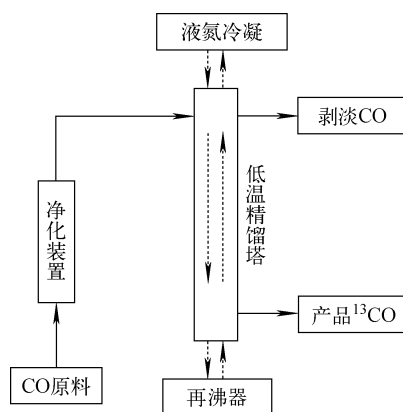 液氮冷凝
剥淡CO
低温精馏塔
净化装置
产品¹³CO
CO原料
再沸器